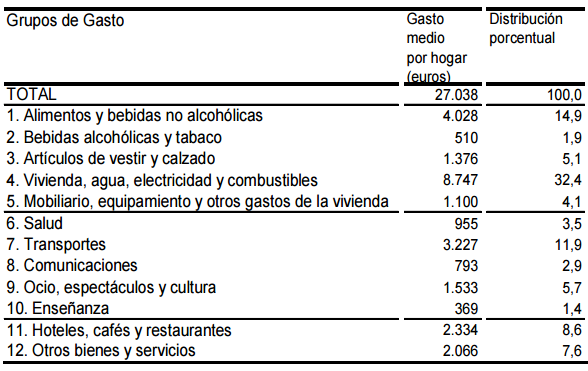 Grupos de Gasto Gasto medio por hogar (euros) Distribución porcentual
TOTAL 27.038 100,0
1. Alimentos y bebidas no alcohólicas 4.028 14,9
2. Bebidas alcohólicas y tabaco 510 1,9
3. Artículos de vestir y calzado 1.376 5,1
4. Vivienda, agua, electricidad y combustibles 8.747 32,4
5. Mobiliario, equipamiento y otros gastos de la vivienda 1.100 4,1
6. Salud 955 3,5
7. Transportes 3.227 11,9
8. Comunicaciones 793 2,9
9. Ocio, espectáculos y cultura 1.533 5,7
10. Enseñanza 369 1,4
11. Hoteles, cafés y restaurantes 2.334 8,6
12. Otros bienes y servicios 2.066 7,6